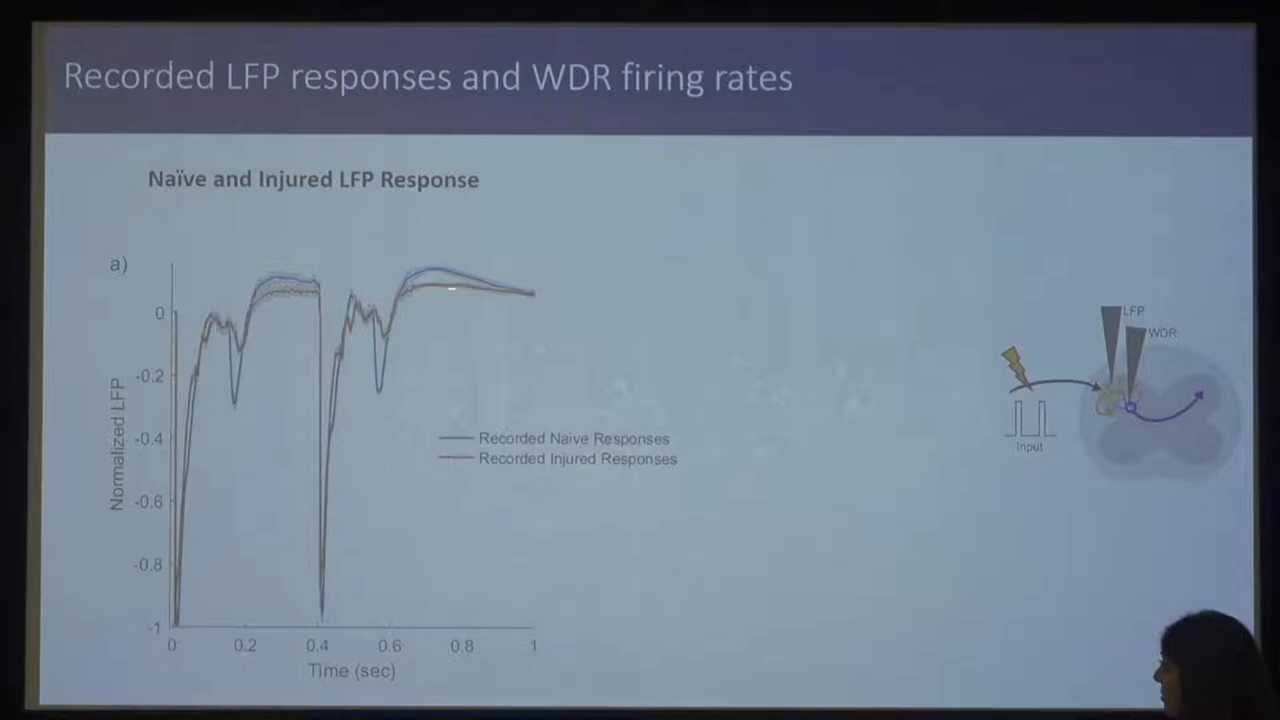 Recorded LFP responses and WDR firing rates
Naïve and Injured LFP Response
a)
0
-0.2
-0.4
-0.6
-0.8
-1
Normalized LFP
0 0.2 0.4 0.6 0.8 1
Time (sec)
Recorded Naive Responses
Recorded Injured Responses
LFP
WDR
Input